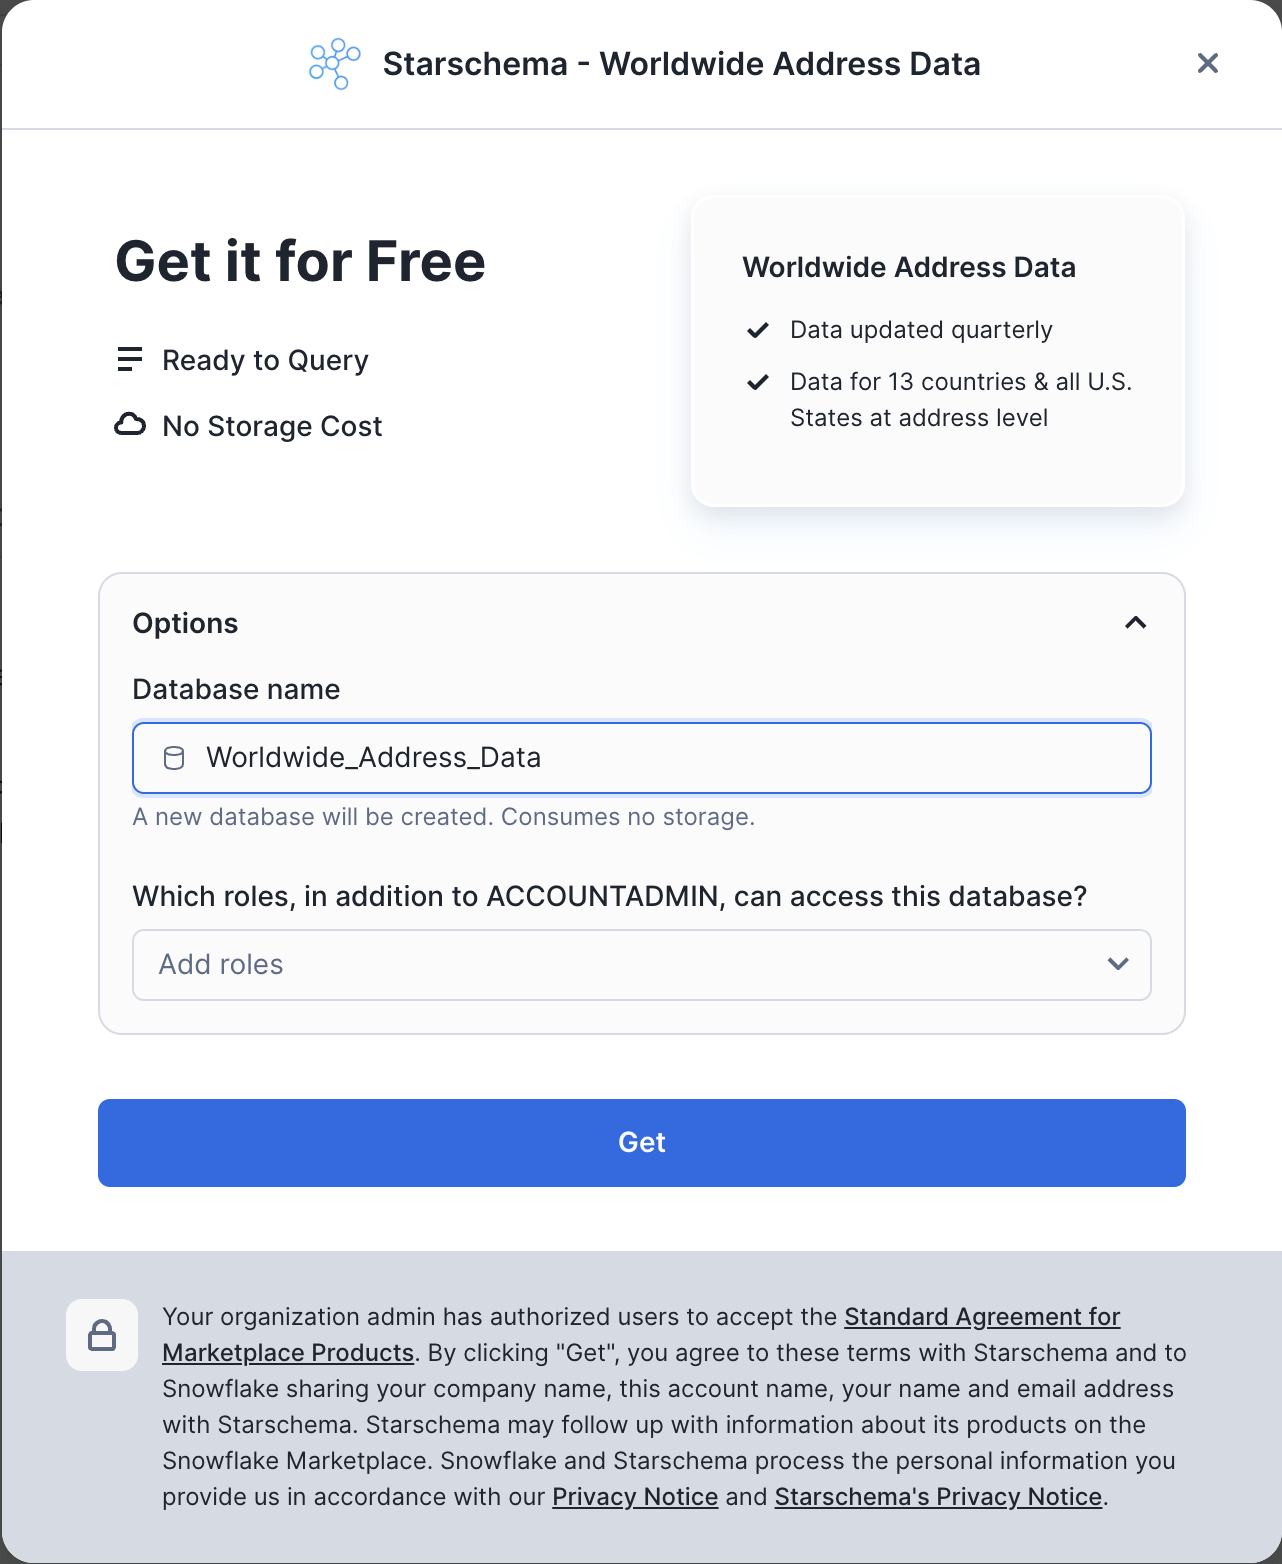 Starschema - Worldwide Address Data
Get it for Free
Ready to Query
No Storage Cost
Worldwide Address Data
Data updated quarterly
Data for 13 countries & all U.S.
States at address level
Options
Database name
Worldwide_Address_Data
A new database will be created. Consumes no storage.
Which roles, in addition to ACCOUNTADMIN, can access this database?
Add roles
Get
Your organization admin has authorized users to accept the Standard Agreement for
Marketplace Products. By clicking "Get", you agree to these terms with Starschema and to
Snowflake sharing your company name, this account name, your name and email address
with Starschema. Starschema may follow up with information about its products on the
Snowflake Marketplace. Snowflake and Starschema process the personal information you
provide us in accordance with our Privacy Notice and Starschema's Privacy Notice.